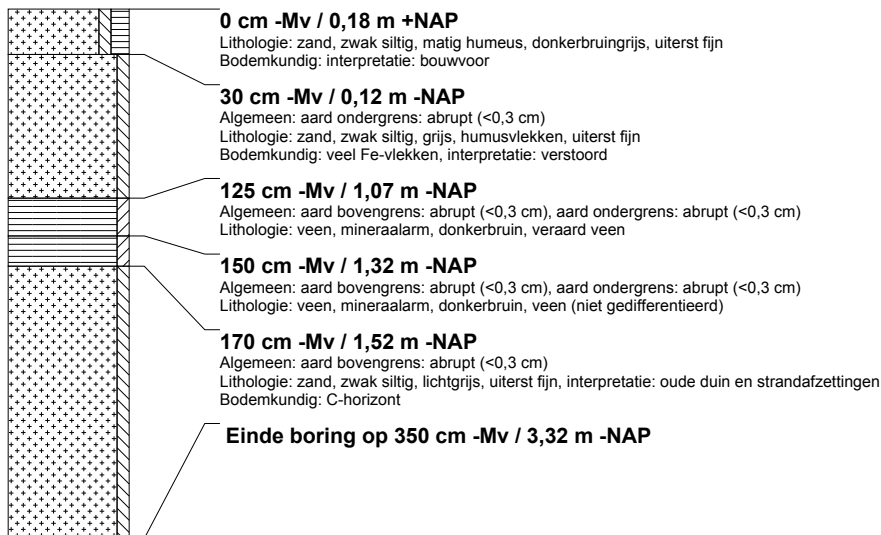 0 cm -Mv / 0,18 m +NAP
Lithologie: zand, zwak siltig, matig humeus, donkerbruingrijs, uiterst fijn
Bodemkundig: interpretatie: bouwvoor
30 cm -Mv / 0,12 m -NAP
Algemeen: aard ondergrens: abrupt (<0,3 cm)
Lithologie: zand, zwak siltig, grijs, humusvlekken, uiterst fijn
Bodemkundig: veel Fe-vlekken, interpretatie: verstoord
125 cm -Mv / 1,07 m -NAP
Algemeen: aard bovengrens: abrupt (<0,3 cm), aard ondergrens: abrupt (<0,3 cm)
Lithologie: veen, mineraalarm, donkerbruin, veraard veen
150 cm -Mv / 1,32 m -NAP
Algemeen: aard bovengrens: abrupt (<0,3 cm), aard ondergrens: abrupt (<0,3 cm)
Lithologie: veen, mineraalarm, donkerbruin, veen (niet gedifferentieerd)
170 cm -Mv / 1,52 m -NAP
Algemeen: aard bovengrens: abrupt (<0,3 cm)
Lithologie: zand, zwak siltig, lichtgrijs, uiterst fijn, interpretatie: oude duin en strandafzettingen
Bodemkundig: C-horizont
Einde boring op 350 cm -Mv / 3,32 m -NAP